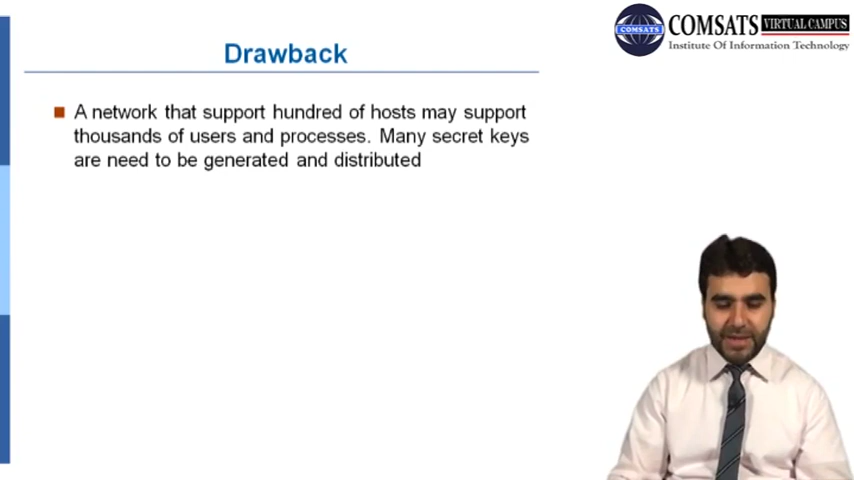 COMSATS VIRTUAL CAMPUS
COMSATS
Institute Of Information Technology
Drawback
A network that support hundred of hosts may support
thousands of users and processes. Many secret keys
are need to be generated and distributed